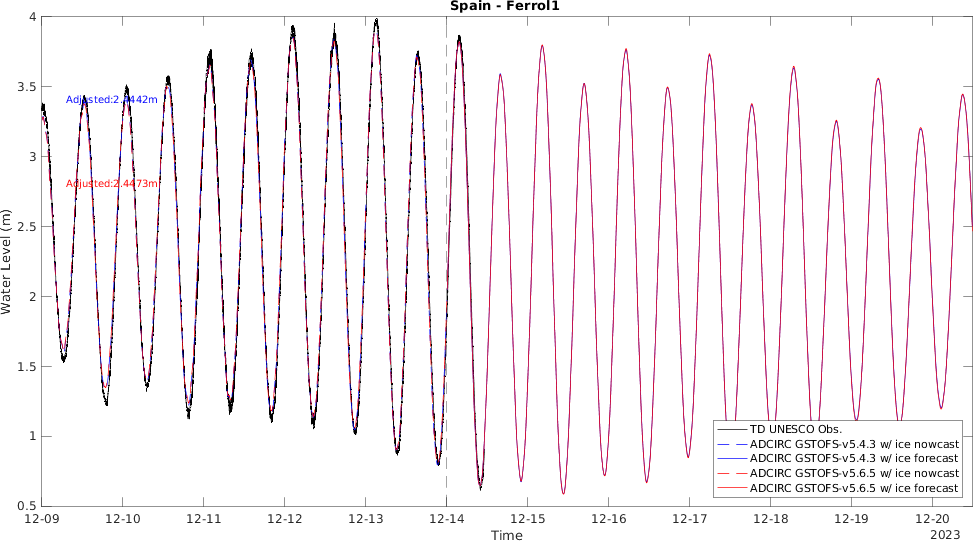 Spain - Ferrol1
4
3.5
3
2.5
2
1.5
1
0.5
Water Level (m)
Adjusted:2.4442m
Adjusted:2.4473m
TD UNESCO Obs.
ADCIRC GSTOFS-v5.4.3 w/ ice nowcast
ADCIRC GSTOFS-v5.4.3 w/ ice forecast
ADCIRC GSTOFS-v5.6.5 w/ ice nowcast
ADCIRC GSTOFS-v5.6.5 w/ ice forecast
12-09 12-10 12-11 12-12 12-13 12-14 12-15 12-16 12-17 12-18 12-19 12-20
2023
Time